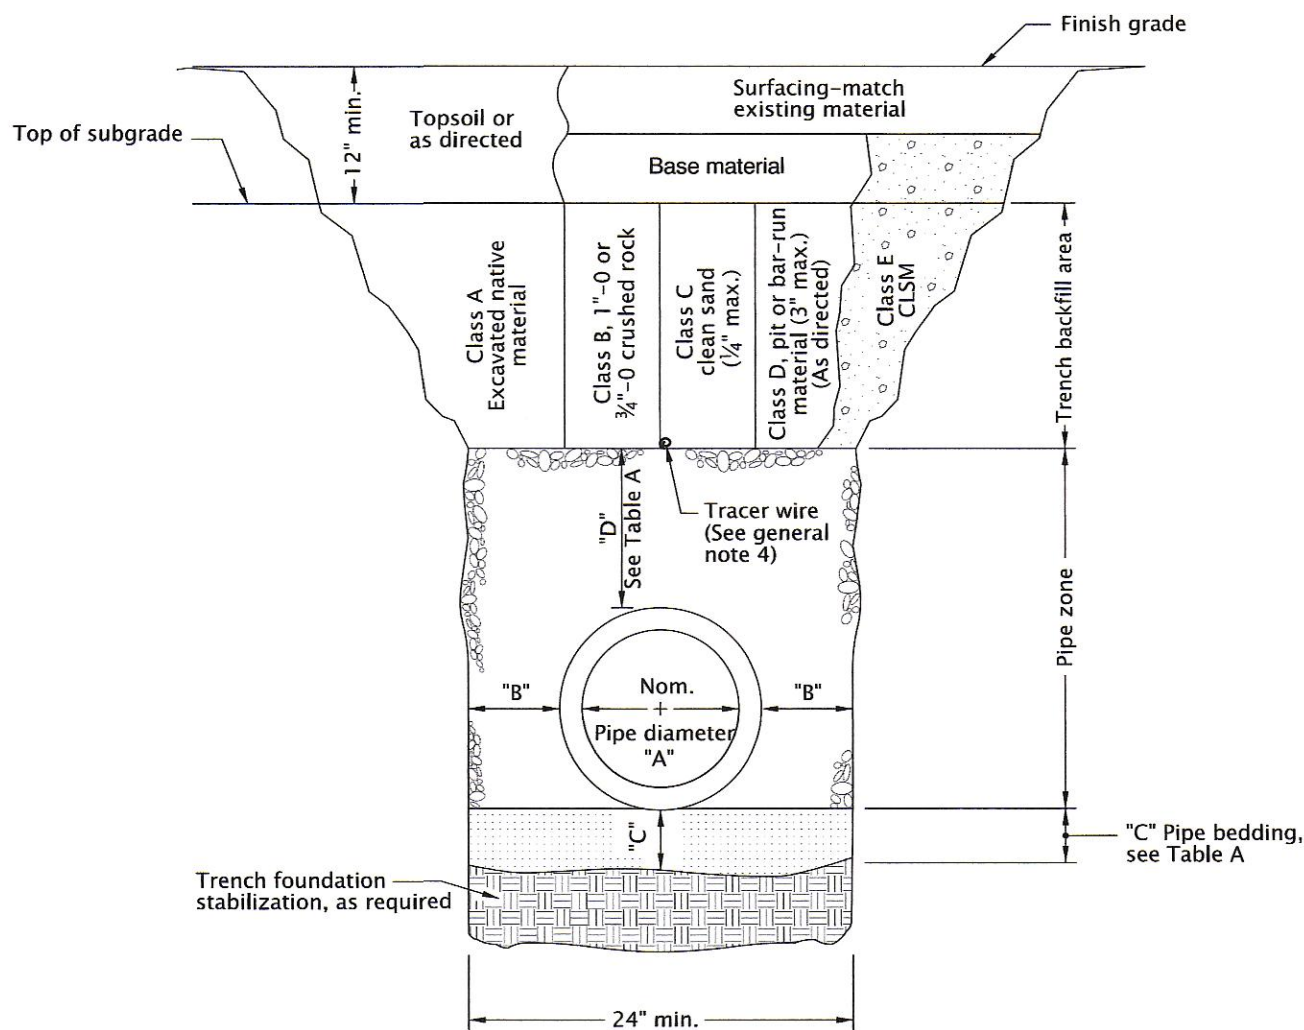 Finish grade
Surfacing-match
existing material
12" min.
Topsoil or
as directed
Top of subgrade
Base material
Class A
Excavated native
material
Class B, 1"-0 or
¾"-0 crushed rock
Class C
clean sand
(¼" max.)
Class D, pit or bar-run
material (3" max.)
(As directed)
Class E
CLSM
Trench backfill area
"D"
See Table A
Tracer wire
(See general
note 4)
Pipe zone
"B"
Nom.
"B"
Pipe diameter
"A"
"C"
"C" Pipe bedding,
see Table A
Trench foundation
stabilization, as required
24" min.